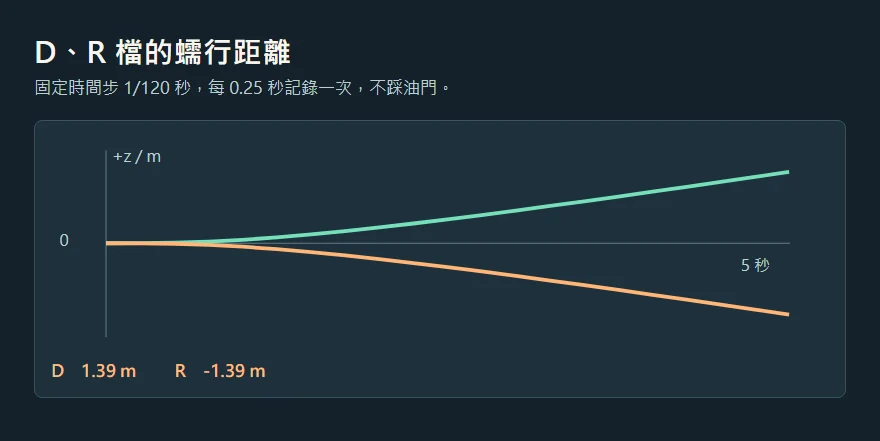 D、R 檔的蠕行距離
固定時間步 1/120 秒，每 0.25 秒記錄一次，不踩油門。
+z / m
0
5 秒
D 1.39 m R -1.39 m